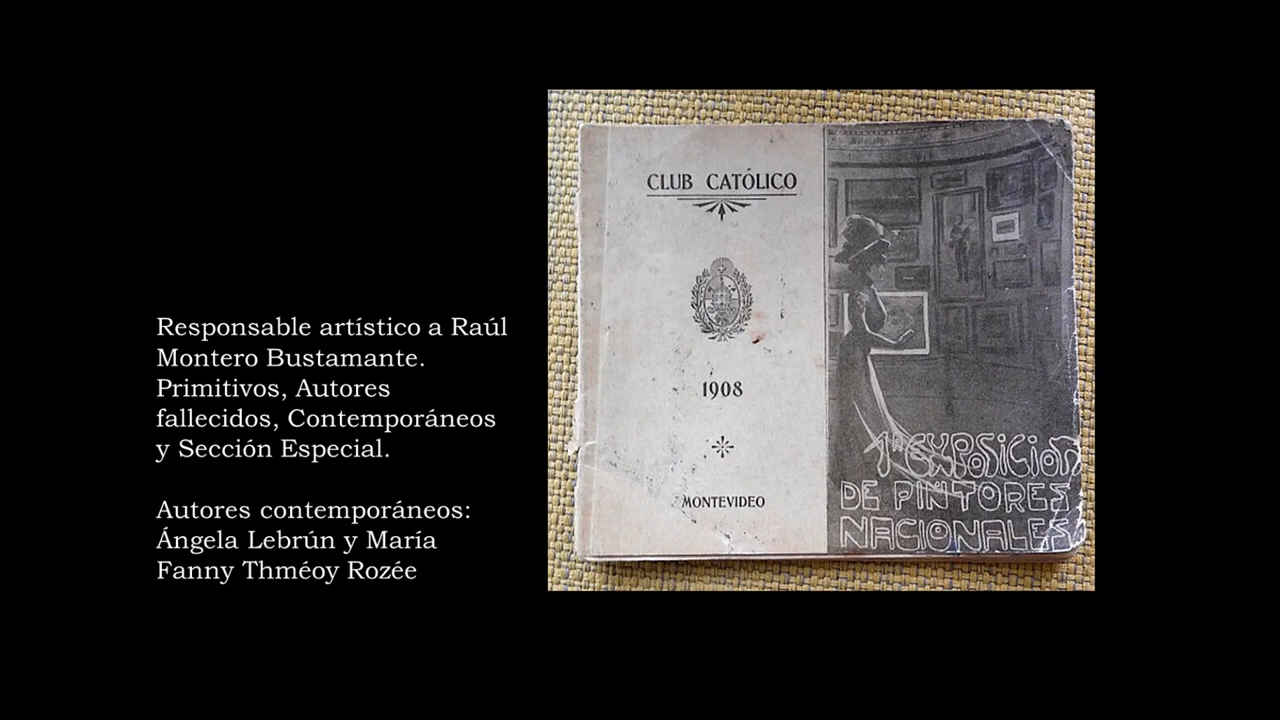 Responsable artístico a Raúl
Montero Bustamante.
Primitivos, Autores
fallecidos, Contemporáneos
y Sección Especial.
Autores contemporáneos:
Ángela Lebrún y María
Fanny Thméoy Rozée
CLUB CATÓLICO
1908
MONTEVIDEO
1ª EXPOSICION
DE PINTORES
NACIONALES